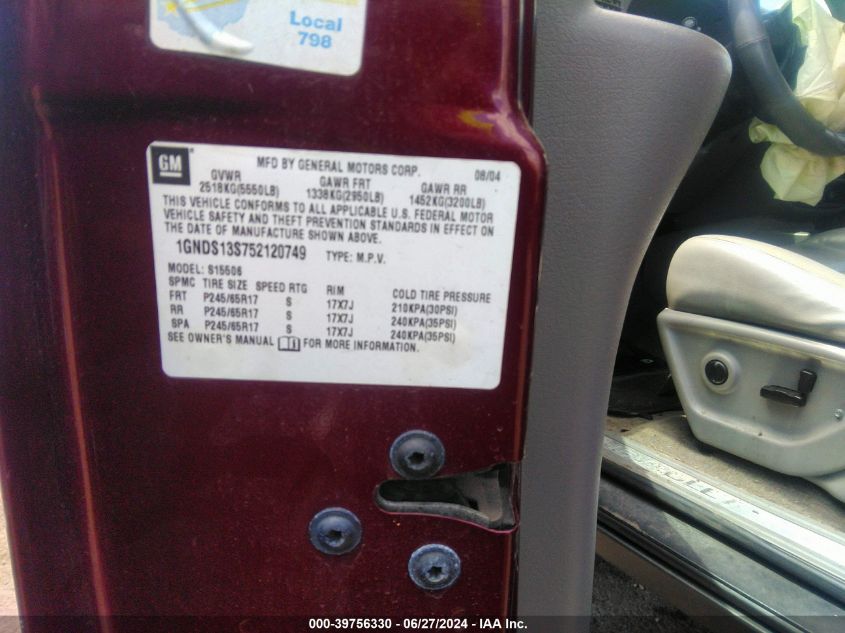 Local
798
GM
MFD BY GENERAL MOTORS CORP. 08/04
GVWR GAWR FRT GAWR RR
2518KG(5550LB) 1338KG(2950LB) 1452KG(3200LB)
THIS VEHICLE CONFORMS TO ALL APPLICABLE U.S. FEDERAL MOTOR
VEHICLE SAFETY AND THEFT PREVENTION STANDARDS IN EFFECT ON
THE DATE OF MANUFACTURE SHOWN ABOVE.
1GNDS13S752120749 TYPE: M.P.V.
MODEL: S15506
SPMC TIRE SIZE SPEED RTG RIM COLD TIRE PRESSURE
FRT P245/65R17 S 17X7J 210KPA(30PSI)
RR P245/65R17 S 17X7J 240KPA(35PSI)
SPA P245/65R17 S 17X7J 240KPA(35PSI)
SEE OWNER'S MANUAL FOR MORE INFORMATION.
000-39756330 - 06/27/2024 - IAA, Inc.